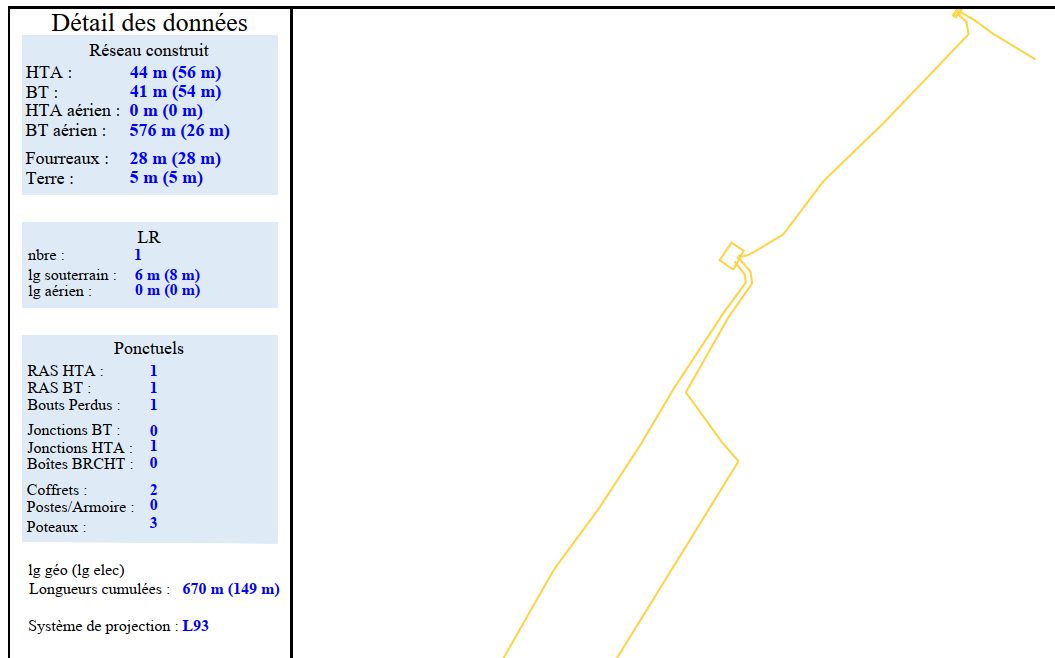 Détail des données
Réseau construit
HTA : 44 m (56 m)
BT : 41 m (54 m)
HTA aérien : 0 m (0 m)
BT aérien : 576 m (26 m)
Fourreaux : 28 m (28 m)
Terre : 5 m (5 m)
LR
nbre : 1
lg souterrain : 6 m (8 m)
lg aérien : 0 m (0 m)
Ponctuels
RAS HTA : 1
RAS BT : 1
Bouts Perdus : 1
Jonctions BT : 0
Jonctions HTA : 1
Boîtes BRCHT : 0
Coffrets : 2
Postes/Armoire : 0
Poteaux : 3
lg géo (lg elec)
Longueurs cumulées : 670 m (149 m)
Système de projection : L93